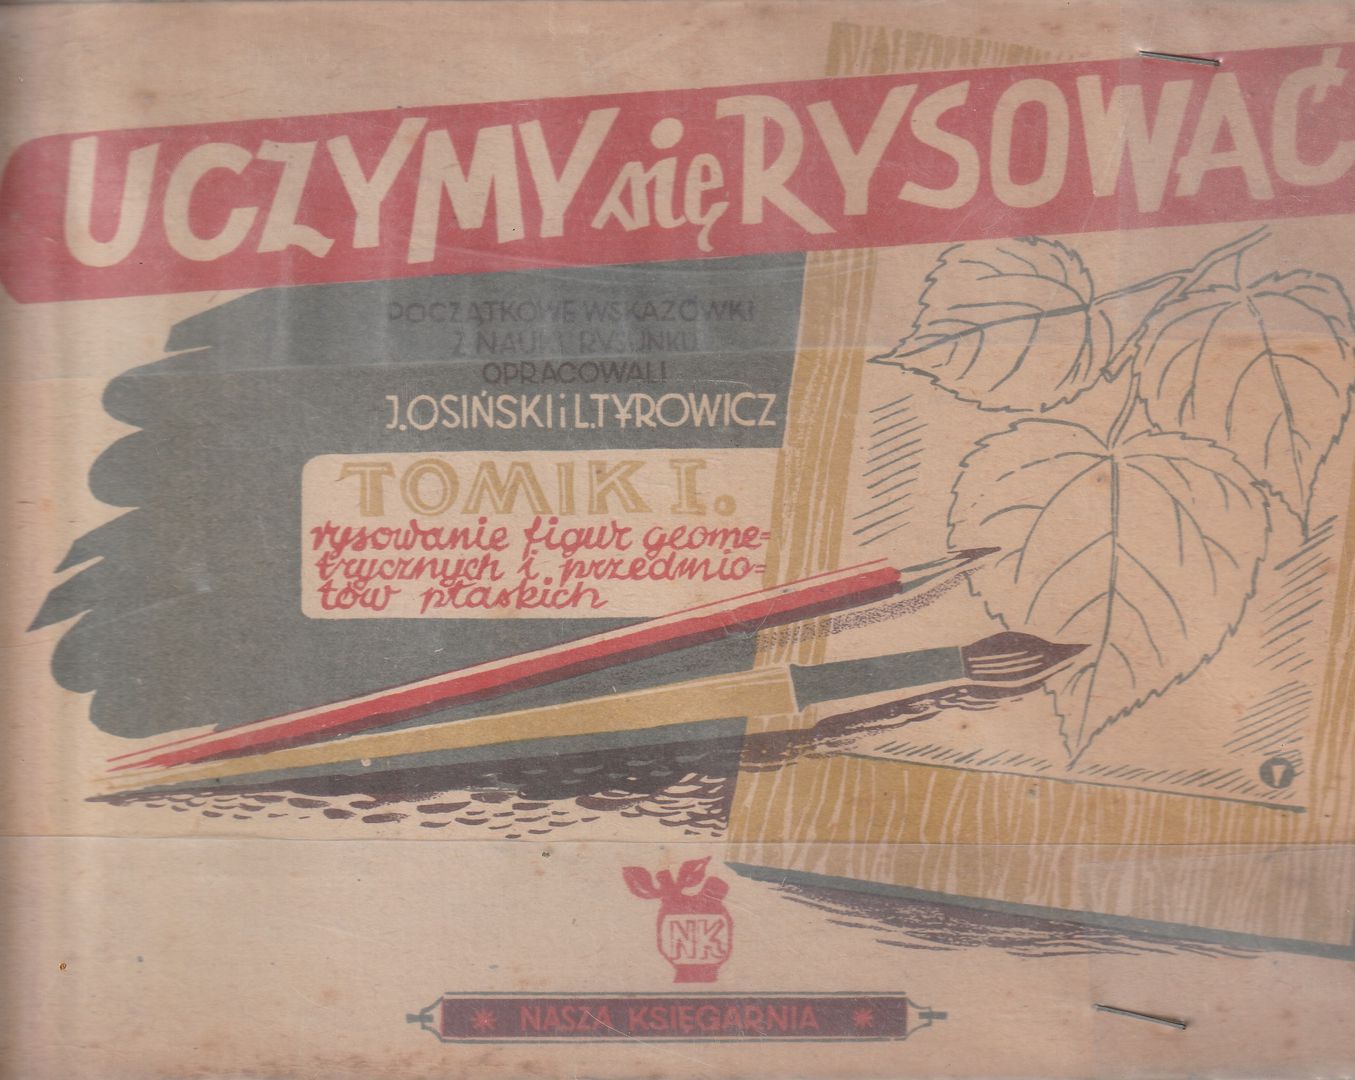 UCZYMY się RYSOWAĆ
POCZĄTKOWE WSKAZÓWKI
Z NAUKI RYSUNKU
OPRACOWALI
J. OSIŃSKI i L. TYROWICZ
TOMIK I.
rysowanie figur geome=
trycznych i przedmio=
tów płaskich
NK
* NASZA KSIĘGARNIA *